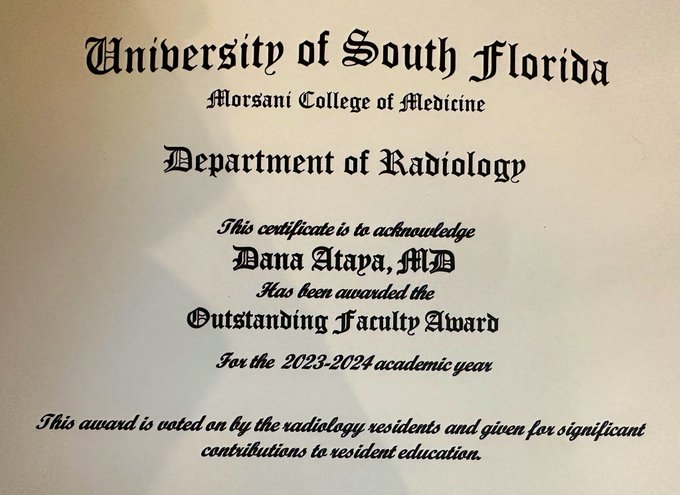 University of South Florida
Morsani College of Medicine
Department of Radiology
This certificate is to acknowledge
Dana Ataya, MD
Has been awarded the
Outstanding Faculty Award
For the 2023-2024 academic year
This award is voted on by the radiology residents and given for significant
contributions to resident education.